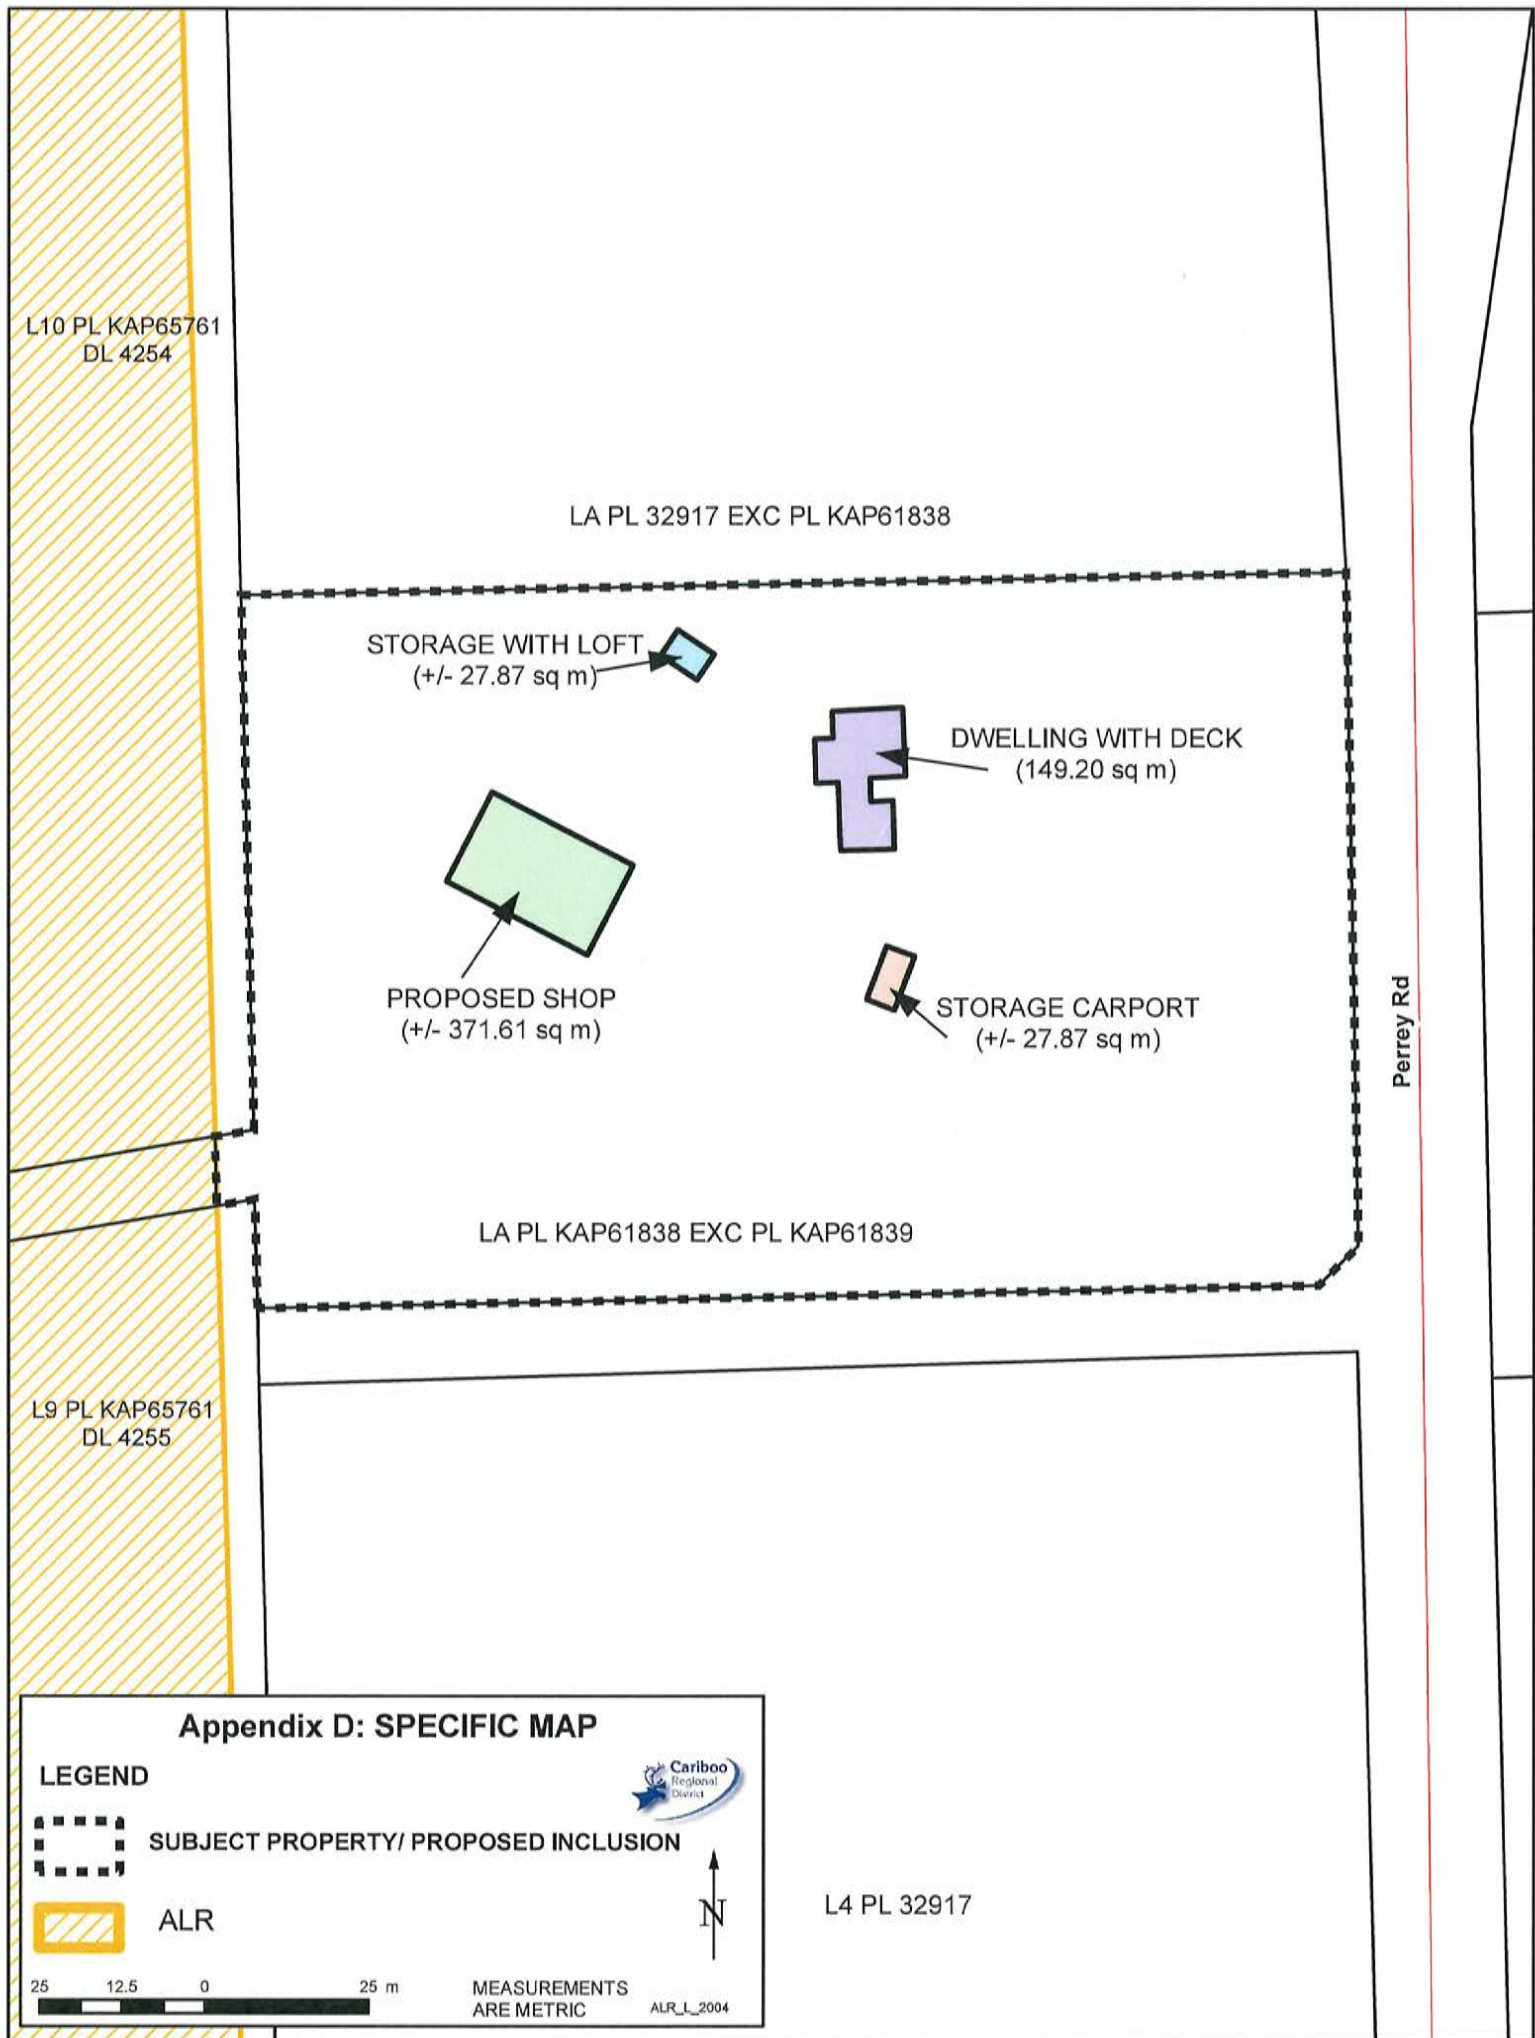 L10 PL KAP65761
DL 4254
LA PL 32917 EXC PL KAP61838
STORAGE WITH LOFT
(+/- 27.87 sq m)
DWELLING WITH DECK
(149.20 sq m)
PROPOSED SHOP
(+/- 371.61 sq m)
STORAGE CARPORT
(+/- 27.87 sq m)
Perrey Rd
LA PL KAP61838 EXC PL KAP61839
L9 PL KAP65761
DL 4255
Appendix D: SPECIFIC MAP
LEGEND
Cariboo
Regional
District
SUBJECT PROPERTY/ PROPOSED INCLUSION
ALR
N
25 12.5 0 25 m
MEASUREMENTS
ARE METRIC
ALR_L_2004
L4 PL 32917